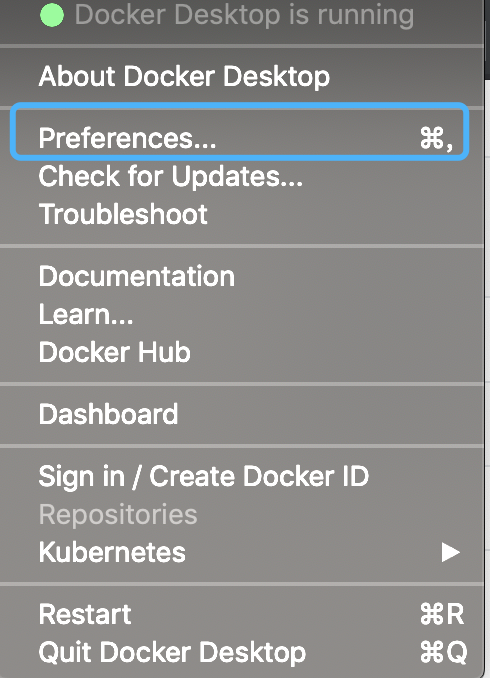 Docker Desktop is running
About Docker Desktop
Preferences... ⌘,
Check for Updates...
Troubleshoot
Documentation
Learn...
Docker Hub
Dashboard
Sign in / Create Docker ID
Repositories
Kubernetes ▶
Restart ⌘R
Quit Docker Desktop ⌘Q